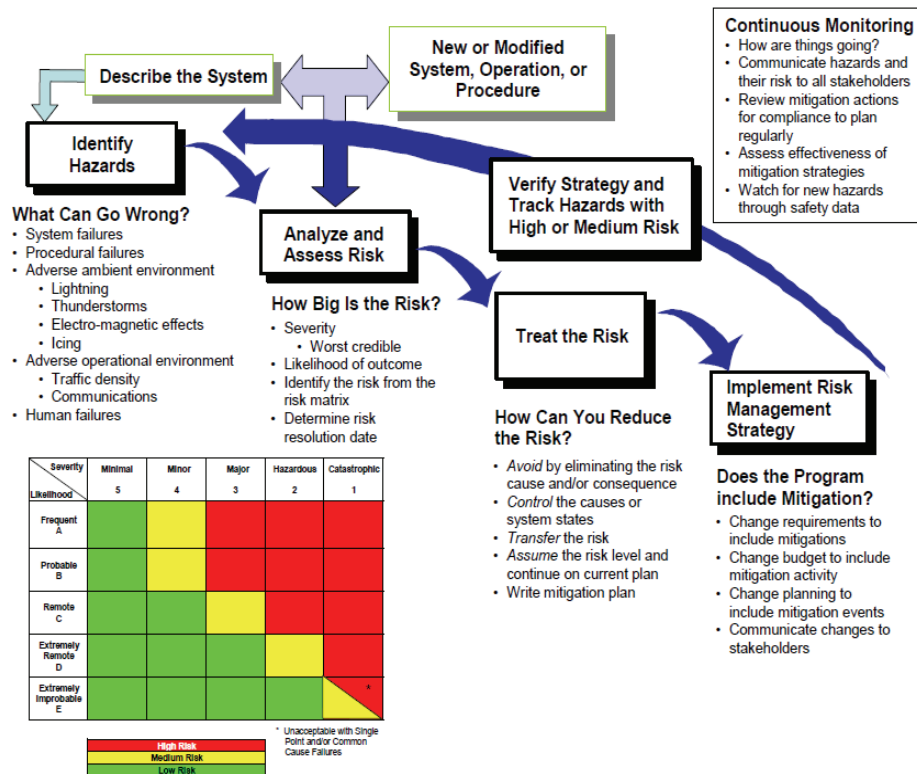 Describe the System
New or Modified
System, Operation, or
Procedure
Continuous Monitoring
• How are things going?
• Communicate hazards and
their risk to all stakeholders
• Review mitigation actions
for compliance to plan
regularly
• Assess effectiveness of
mitigation strategies
• Watch for new hazards
through safety data
Identify
Hazards
What Can Go Wrong?
• System failures
• Procedural failures
• Adverse ambient environment
• Lightning
• Thunderstorms
• Electro-magnetic effects
• Icing
• Adverse operational environment
• Traffic density
• Communications
• Human failures
Analyze and
Assess Risk
How Big Is the Risk?
• Severity
• Worst credible
• Likelihood of outcome
• Identify the risk from the
risk matrix
• Determine risk
resolution date
Verify Strategy and
Track Hazards with
High or Medium Risk
Treat the Risk
How Can You Reduce
the Risk?
• Avoid by eliminating the risk
cause and/or consequence
• Control the causes or
system states
• Transfer the risk
• Assume the risk level and
continue on current plan
• Write mitigation plan
Implement Risk
Management
Strategy
Does the Program
include Mitigation?
• Change requirements to
include mitigations
• Change budget to include
mitigation activity
• Change planning to
include mitigation events
• Communicate changes to
stakeholders
Severity
Likelihood
Minimal
5
Minor
4
Major
3
Hazardous
2
Catastrophic
1
Frequent
A
Probable
B
Remote
C
Extremely
Remote
D
Extremely
Improbable
E
*
* Unacceptable with Single
Point and/or Common
Cause Failures
High Risk
Medium Risk
Low Risk